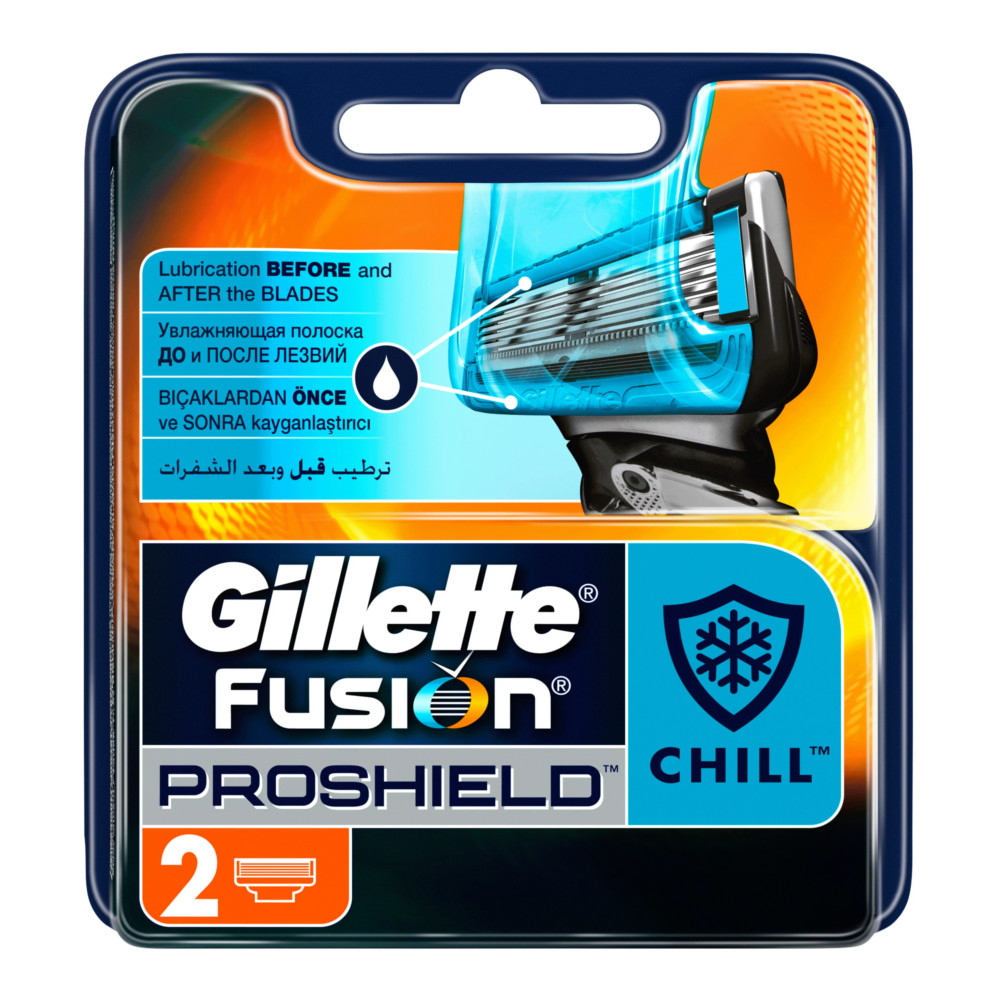 Lubrication BEFORE and
AFTER the BLADES
Увлажняющая полоска
ДО и ПОСЛЕ ЛЕЗВИЙ
BIÇAKLARDAN ÖNCE
ve SONRA kayganlaştırıcı
ترطيب قبل وبعد الشفرات
Gillette
Gillette®
FUSION®
PROSHIELD™
CHILL™
2